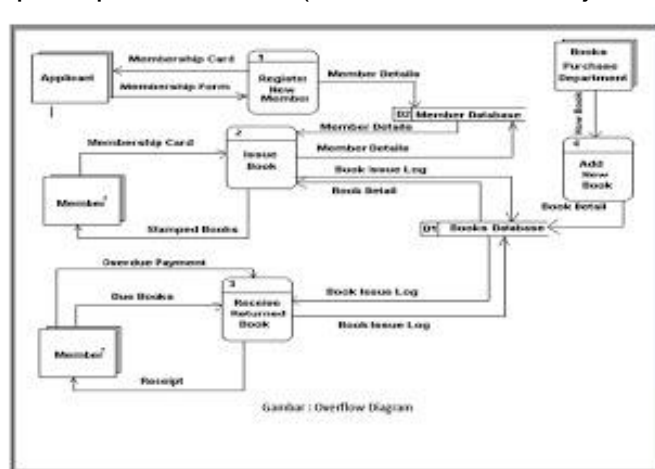 Membership Card
Applicant
Membership Form
1
Register
New
Member
Member Details
Books
Purchase
Department
New Book
D2 Member Database
Member Details
2
Issue
Book
Membership Card
Member Details
Book Issue Log
Book Detail
Add
New
Book
Book Detail
Member
Stamped Books
D1 Books Database
Overdue Payment
Due Books
3
Receive
Returned
Book
Book Issue Log
Book Issue Log
Member
Receipt
Gambar : Overflow Diagram